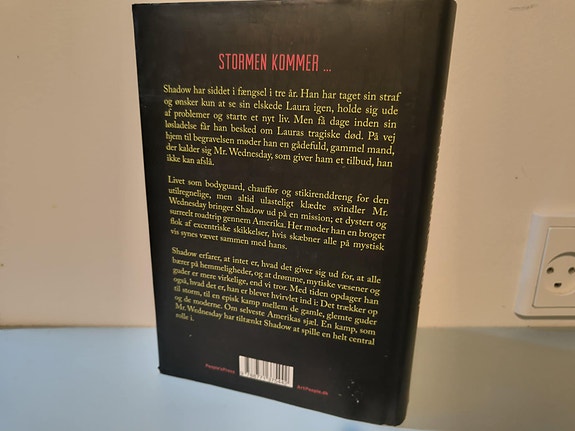 STORMEN KOMMER ...
Shadow har siddet i fængsel i tre år. Han har taget sin straf
og ønsker kun at se sin elskede Laura igen, holde sig ude
af problemer og starte et nyt liv. Men få dage inden sin
løsladelse får han besked om Lauras tragiske død. På vej
hjem til begravelsen møder han en gådefuld, gammel mand,
der kalder sig Mr. Wednesday, som giver ham et tilbud, han
ikke kan afslå.
Livet som bodyguard, chauffør og stikirenddreng for den
utilregnelige, men altid ulasteligt klædte svindler Mr.
Wednesday bringer Shadow ud på en mission; et dystert og
surreelt roadtrip gennem Amerika. Her møder han en broget
flok af excentriske skikkelser, hvis skæbner alle på mystisk
vis synes vævet sammen med hans.
Shadow erfarer, at intet er, hvad det giver sig ud for, at alle
bærer på hemmeligheder, og at drømme, mytiske væsener og
guder er mere virkelige, end vi tror. Med tiden opdager han
også, hvad det er, han er blevet hvirvlet ind i: Det trækker op
til storm, til en episk kamp mellem de gamle, glemte guder
og de moderne. Om selveste Amerikas sjæl. En kamp, som
Mr. Wednesday har tiltænkt Shadow at spille en helt central
rolle i.
People'sPress
ArtPeople.dk